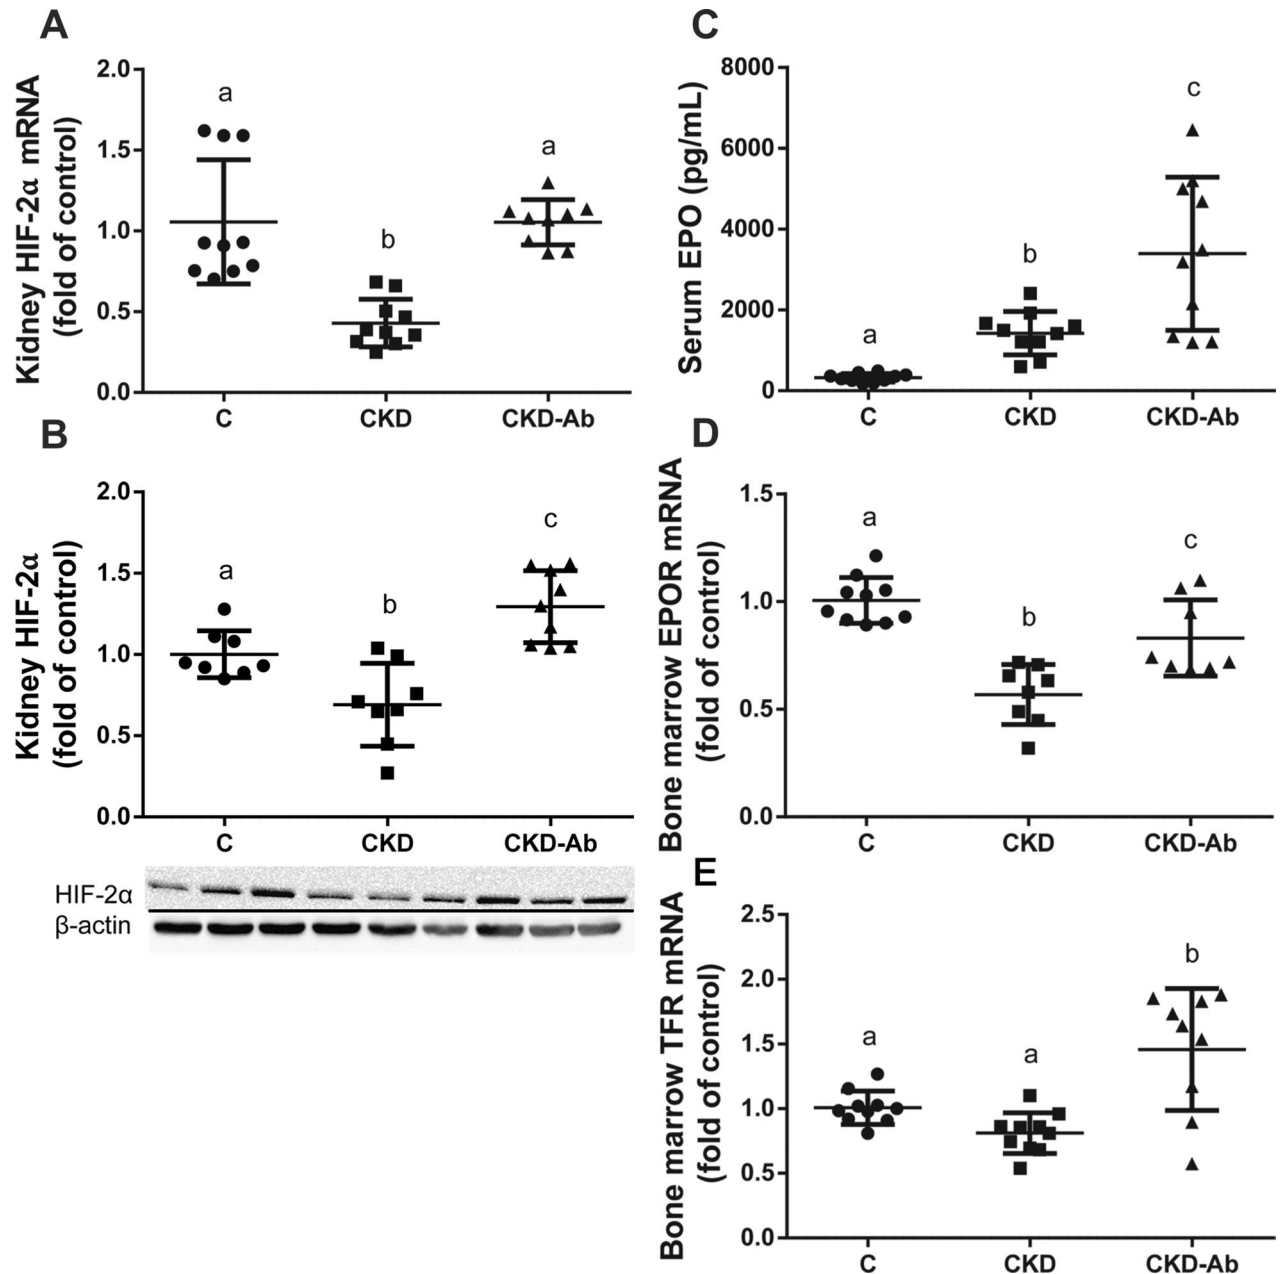 A
Kidney HIF-2α mRNA
(fold of control)
2.0
1.5
1.0
0.5
0.0
a
b
a
C
CKD
CKD-Ab
B
Kidney HIF-2α
(fold of control)
2.0
1.5
1.0
0.5
0.0
a
b
c
C
CKD
CKD-Ab
HIF-2α
β-actin
C
Serum EPO (pg/mL)
8000
6000
4000
2000
0
a
b
c
C
CKD
CKD-Ab
D
Bone marrow EPOR mRNA
(fold of control)
1.5
1.0
0.5
0.0
a
b
c
C
CKD
CKD-Ab
E
Bone marrow TFR mRNA
(fold of control)
2.5
2.0
1.5
1.0
0.5
0.0
a
a
b
C
CKD
CKD-Ab